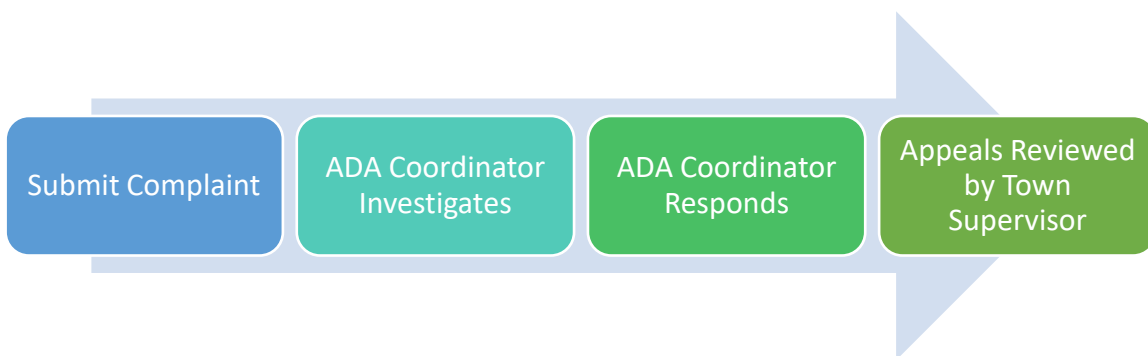 Submit Complaint
ADA Coordinator
Investigates
ADA Coordinator
Responds
Appeals Reviewed
by Town
Supervisor